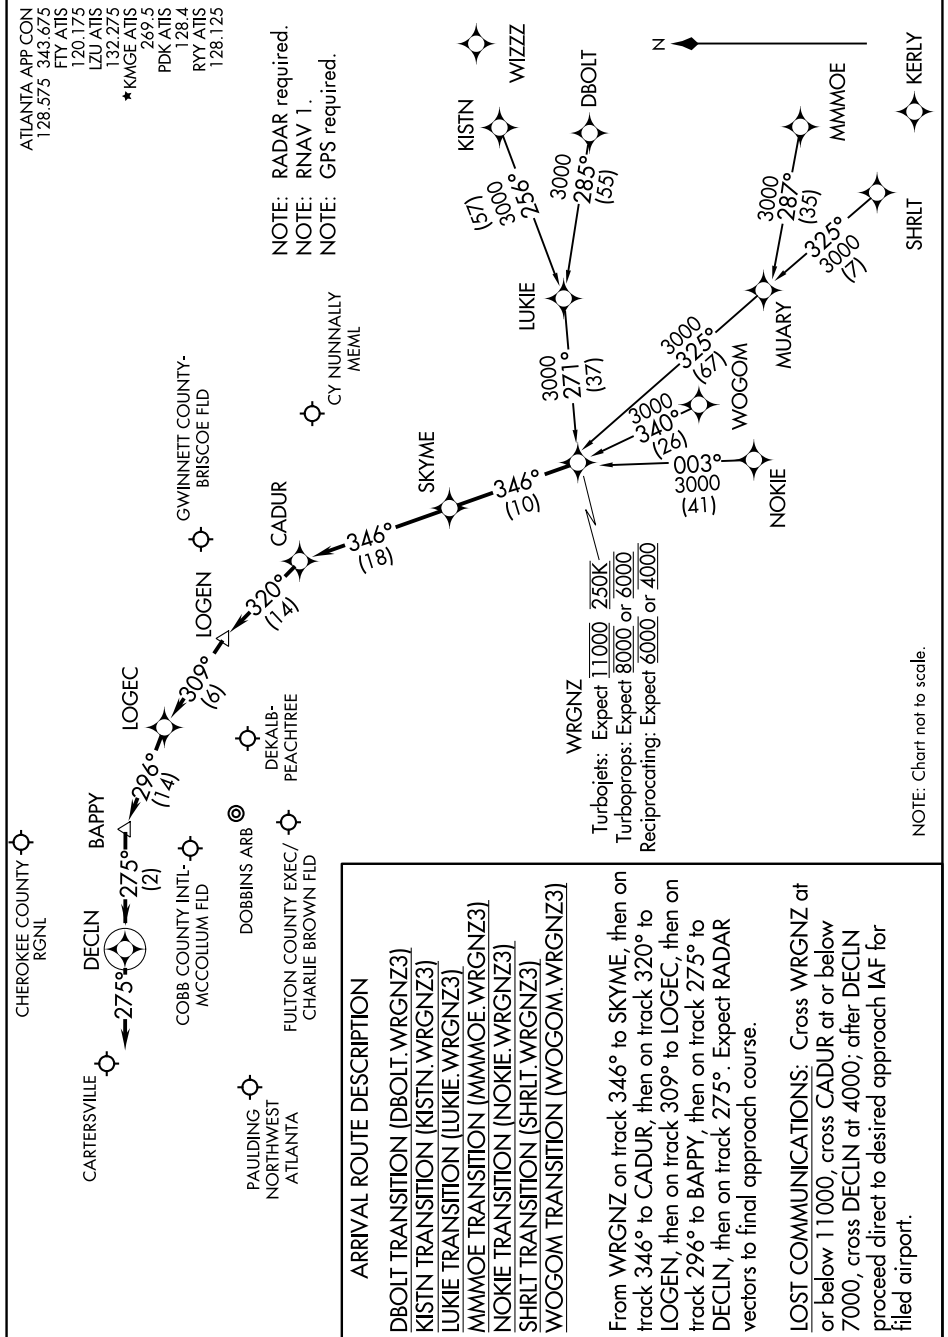 ATLANTA APP CON
128.575 343.675
FTY ATIS
120.175
LZU ATIS
132.275
★KMGE ATIS
269.5
PDK ATIS
128.4
RYY ATIS
128.125
NOTE: RADAR required.
NOTE: RNAV 1.
NOTE: GPS required.
CHEROKEE COUNTY
RGNL
CARTERSVILLE
275°
DECLN
275°
(2)
BAPPY
296°
(14)
LOGEC
309°
(6)
LOGEN
320°
(14)
CADUR
346°
(18)
SKYME
346°
(10)
COBB COUNTY INTL-
MCCOLLUM FLD
DOBBINS ARB
FULTON COUNTY EXEC/
CHARLIE BROWN FLD
PAULDING
NORTHWEST
ATLANTA
DEKALB-
PEACHTREE
GWINNETT COUNTY-
BRISCOE FLD
CY NUNNALLY
MEML
WRGNZ
Turbojets: Expect 11000 250K
Turboprops: Expect 8000 or 6000
Reciprocating: Expect 6000 or 4000
KISTN
(57)
3000
256°
WIZZZ
DBOLT
3000
285°
(55)
LUKIE
3000
271°
(37)
N
MMMOE
3000
287°
(35)
KERLY
SHRLT
325°
3000
(7)
MUARY
3000
325°
(67)
WOGOM
3000
340°
(26)
NOKIE
003°
3000
(41)
NOTE: Chart not to scale.
ARRIVAL ROUTE DESCRIPTION
DBOLT TRANSITION (DBOLT.WRGNZ3)
KISTN TRANSITION (KISTN.WRGNZ3)
LUKIE TRANSITION (LUKIE.WRGNZ3)
MMMOE TRANSITION (MMMOE.WRGNZ3)
NOKIE TRANSITION (NOKIE.WRGNZ3)
SHRLT TRANSITION (SHRLT.WRGNZ3)
WOGOM TRANSITION (WOGOM.WRGNZ3)
From WRGNZ on track 346° to SKYME, then on
track 346° to CADUR, then on track 320° to
LOGEN, then on track 309° to LOGEC, then on
track 296° to BAPPY, then on track 275° to
DECLN, then on track 275°. Expect RADAR
vectors to final approach course.
LOST COMMUNICATIONS: Cross WRGNZ at
or below 11000, cross CADUR at or below
7000, cross DECLN at 4000; after DECLN
proceed direct to desired approach IAF for
filed airport.